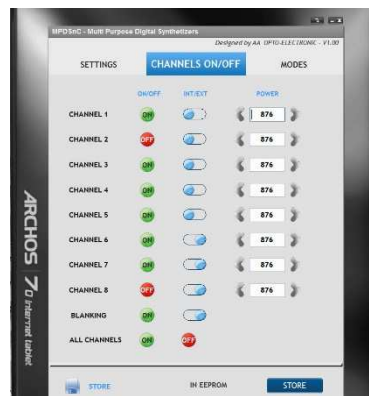 MPDSnC - Multi Purpose Digital Synthetizers
Designed by AA OPTO-ELECTRONIC - V1.00
SETTINGS CHANNELS ON/OFF MODES
ON/OFF INT/EXT POWER
CHANNEL 1 ON 876
CHANNEL 2 OFF 876
CHANNEL 3 ON 876
CHANNEL 4 ON 876
CHANNEL 5 ON 876
CHANNEL 6 ON 876
CHANNEL 7 ON 876
CHANNEL 8 OFF 876
BLANKING ON
ALL CHANNELS ON OFF
STORE IN EEPROM STORE
ARCHOS 70 internet tablet